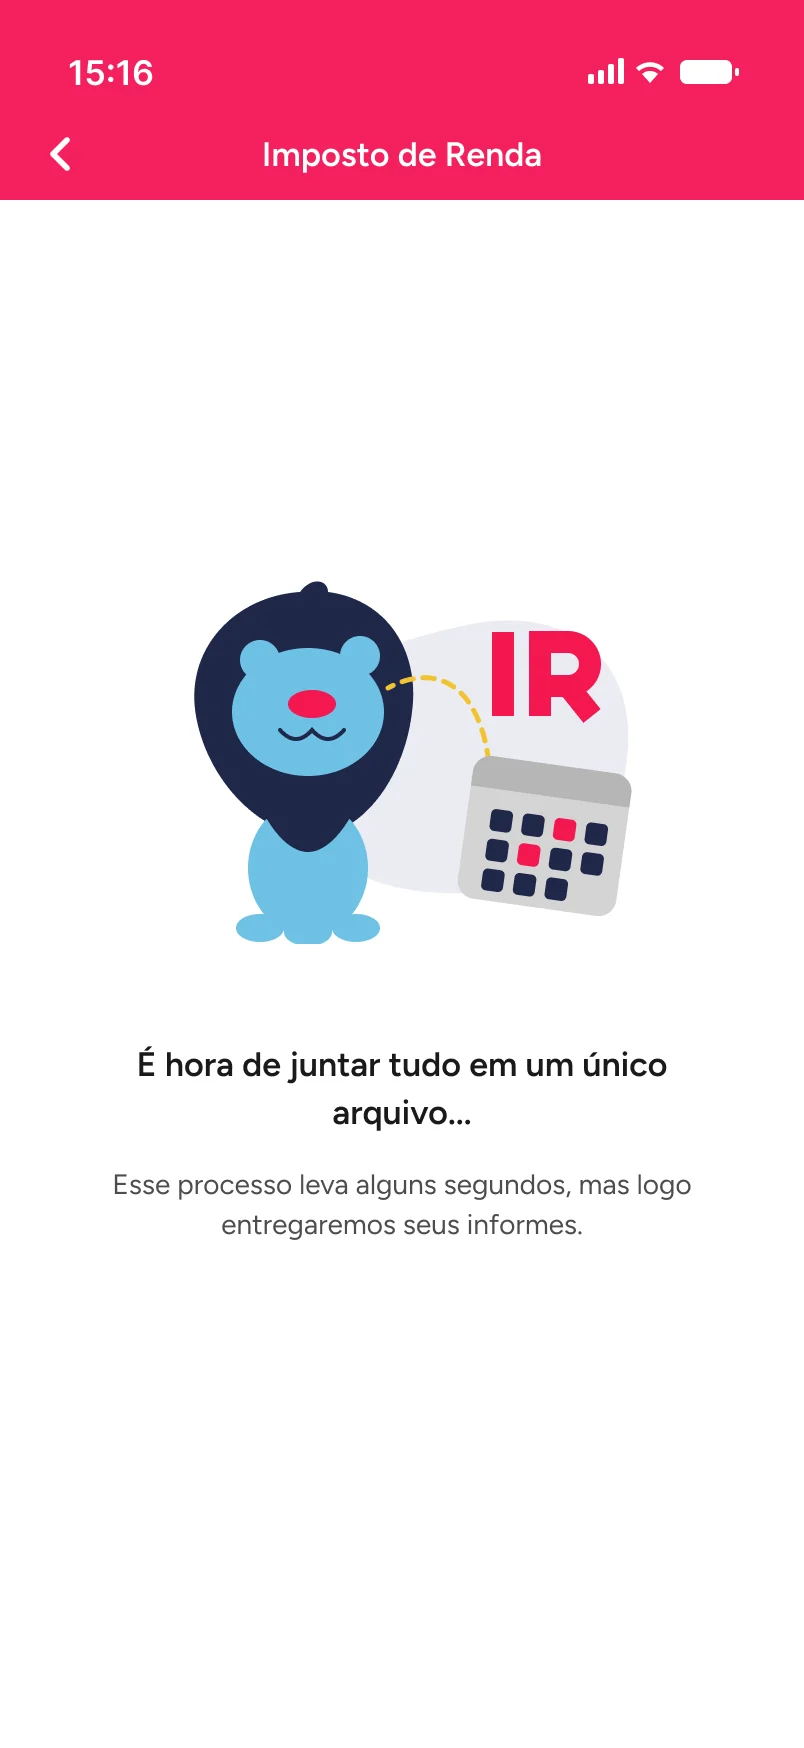 15:16
Imposto de Renda
IR
É hora de juntar tudo em um único
arquivo...
Esse processo leva alguns segundos, mas logo
entregaremos seus informes.